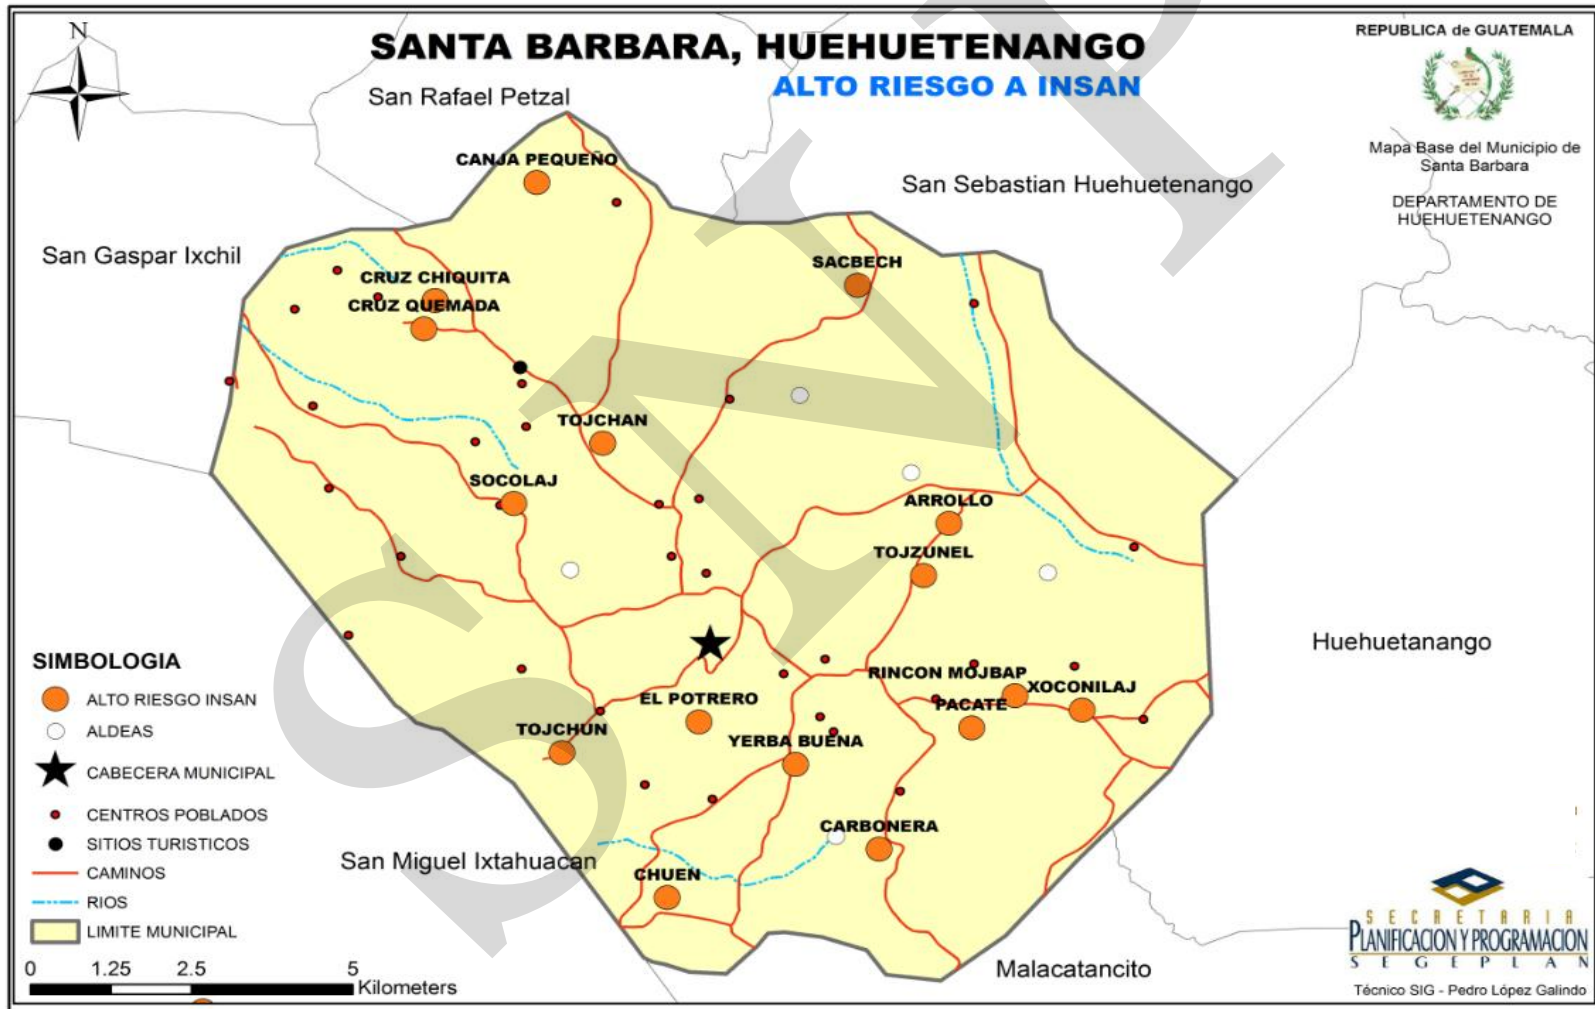 N
SANTA BARBARA, HUEHUETENANGO
ALTO RIESGO A INSAN
REPUBLICA de GUATEMALA
Mapa Base del Municipio de
Santa Barbara
DEPARTAMENTO DE
HUEHUETENANGO
San Rafael Petzal
San Sebastian Huehuetenango
San Gaspar Ixchil
CANJA PEQUEÑO
SACBECH
CRUZ CHIQUITA
CRUZ QUEMADA
TOJCHAN
SOCOLAJ
ARROLLO
TOJZUNEL
Huehuetanango
RINCON MOJBAP
XOCONILAJ
PACATE
EL POTRERO
TOJCHUN
YERBA BUENA
CARBONERA
CHUEN
San Miguel Ixtahuacan
Malacatancito
SIMBOLOGIA
ALTO RIESGO INSAN
ALDEAS
CABECERA MUNICIPAL
CENTROS POBLADOS
SITIOS TURISTICOS
CAMINOS
RIOS
LIMITE MUNICIPAL
0 1.25 2.5 5
Kilometers
SECRETARIA
PLANIFICACION Y PROGRAMACION
SEGEPLAN
Técnico SIG - Pedro López Galindo